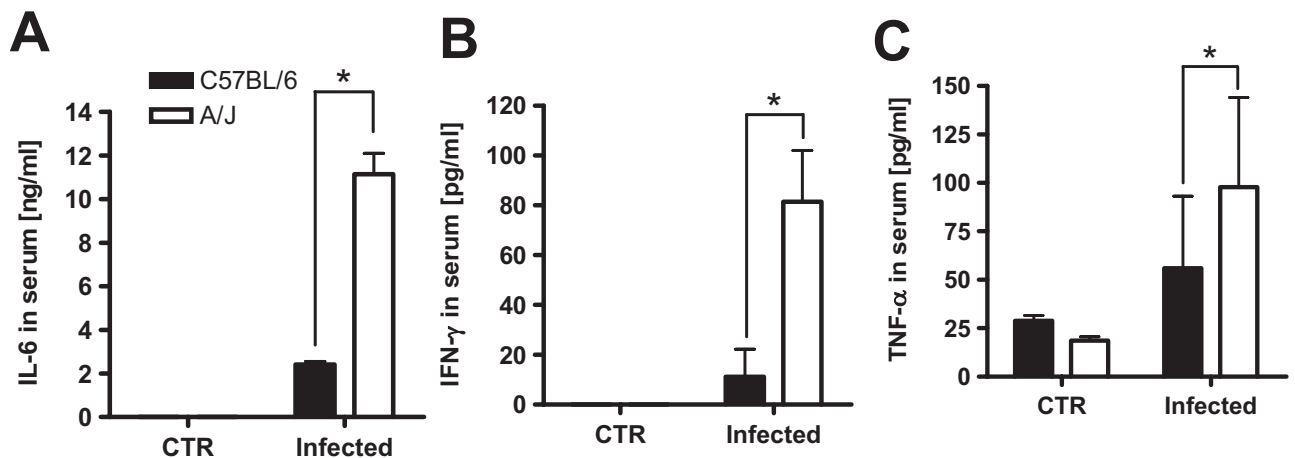 A
C57BL/6
A/J
*
IL-6 in serum [ng/ml]
14
12
10
8
6
4
2
0
CTR
Infected
B
*
IFN-γ in serum [pg/ml]
120
100
80
60
40
20
0
CTR
Infected
C
*
TNF-α in serum [pg/ml]
150
125
100
75
50
25
0
CTR
Infected